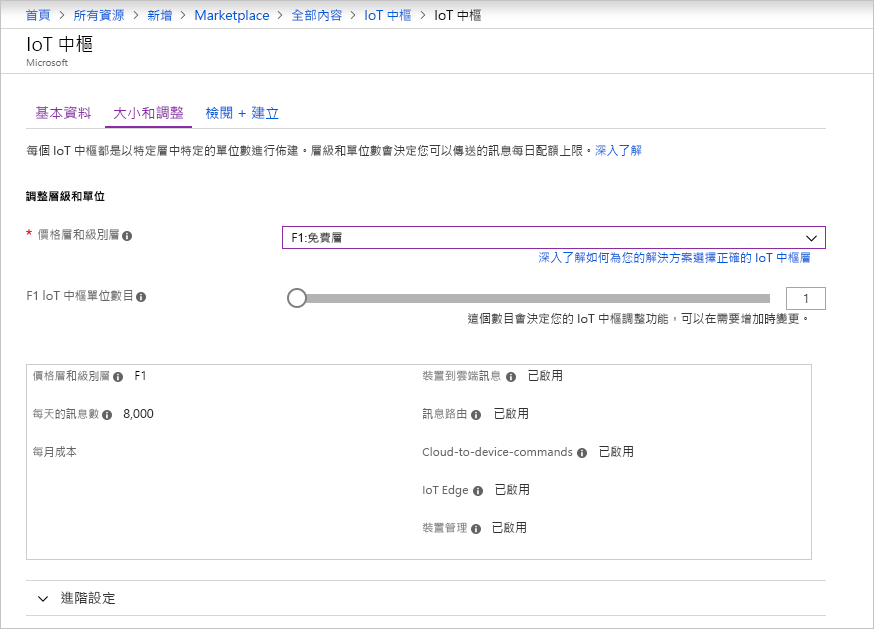 首頁 > 所有資源 > 新增 > Marketplace > 全部內容 > IoT 中樞 > IoT 中樞
IoT 中樞
Microsoft
基本資料 大小和調整 檢閱 + 建立
每個 IoT 中樞都是以特定層中特定的單位數進行佈建。層級和單位數會決定您可以傳送的訊息每日配額上限。深入了解
調整層級和單位
* 價格層和級別層 F1:免費層
深入了解如何為您的解決方案選擇正確的 IoT 中樞層
F1 IoT 中樞單位數目 1
這個數目會決定您的 IoT 中樞調整功能，可以在需要增加時變更。
價格層和級別層 F1 裝置到雲端訊息 已啟用
每天的訊息數 8,000 訊息路由 已啟用
每月成本 Cloud-to-device-commands 已啟用
IoT Edge 已啟用
裝置管理 已啟用
進階設定